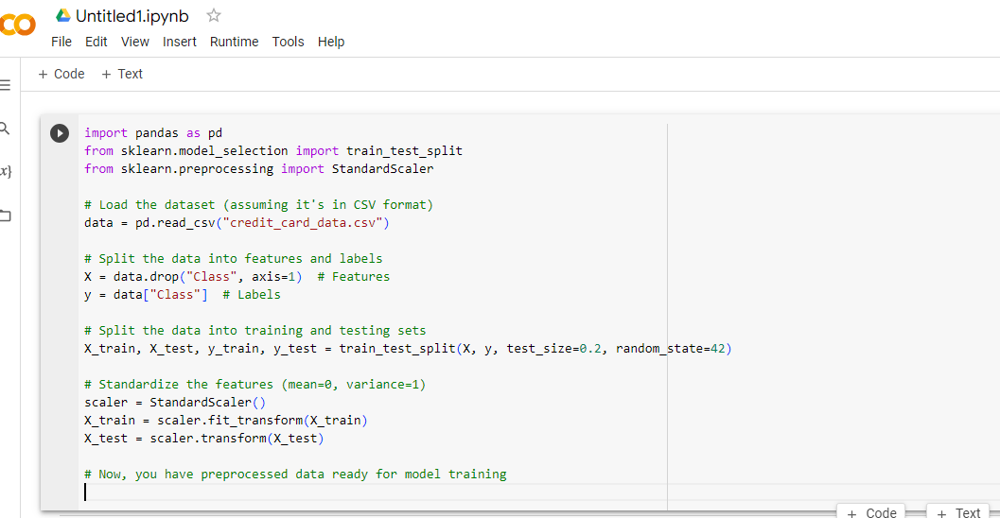 Untitled1.ipynb
File Edit View Insert Runtime Tools Help
+ Code + Text
import pandas as pd
from sklearn.model_selection import train_test_split
from sklearn.preprocessing import StandardScaler
# Load the dataset (assuming it's in CSV format)
data = pd.read_csv("credit_card_data.csv")
# Split the data into features and labels
X = data.drop("Class", axis=1)  # Features
y = data["Class"]  # Labels
# Split the data into training and testing sets
X_train, X_test, y_train, y_test = train_test_split(X, y, test_size=0.2, random_state=42)
# Standardize the features (mean=0, variance=1)
scaler = StandardScaler()
X_train = scaler.fit_transform(X_train)
X_test = scaler.transform(X_test)
# Now, you have preprocessed data ready for model training
+ Code + Text